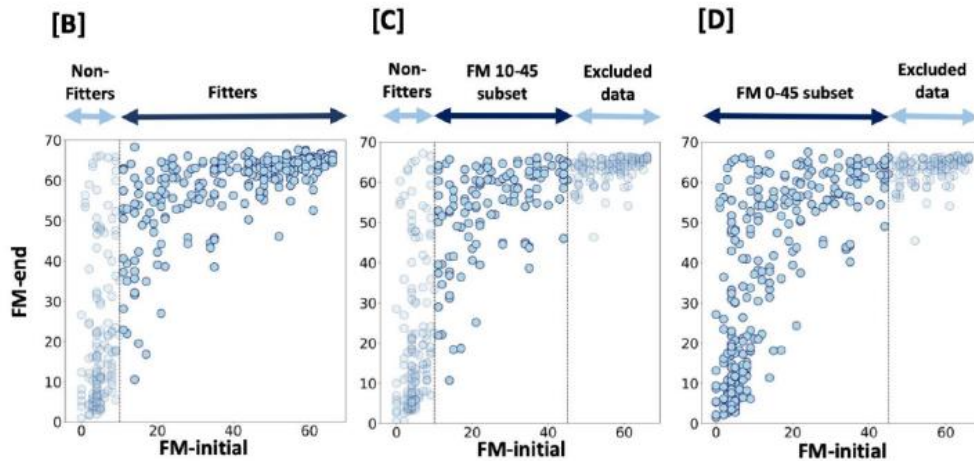 [B]
Non-
Fitters
Fitters
70
60
50
40
30
20
10
0
0
20
40
60
FM-end
FM-initial
[C]
Non-
Fitters
FM 10-45
subset
Excluded
data
70
60
50
40
30
20
10
0
0
20
40
60
FM-initial
[D]
FM 0-45 subset
Excluded
data
70
60
50
40
30
20
10
0
0
20
40
60
FM-initial